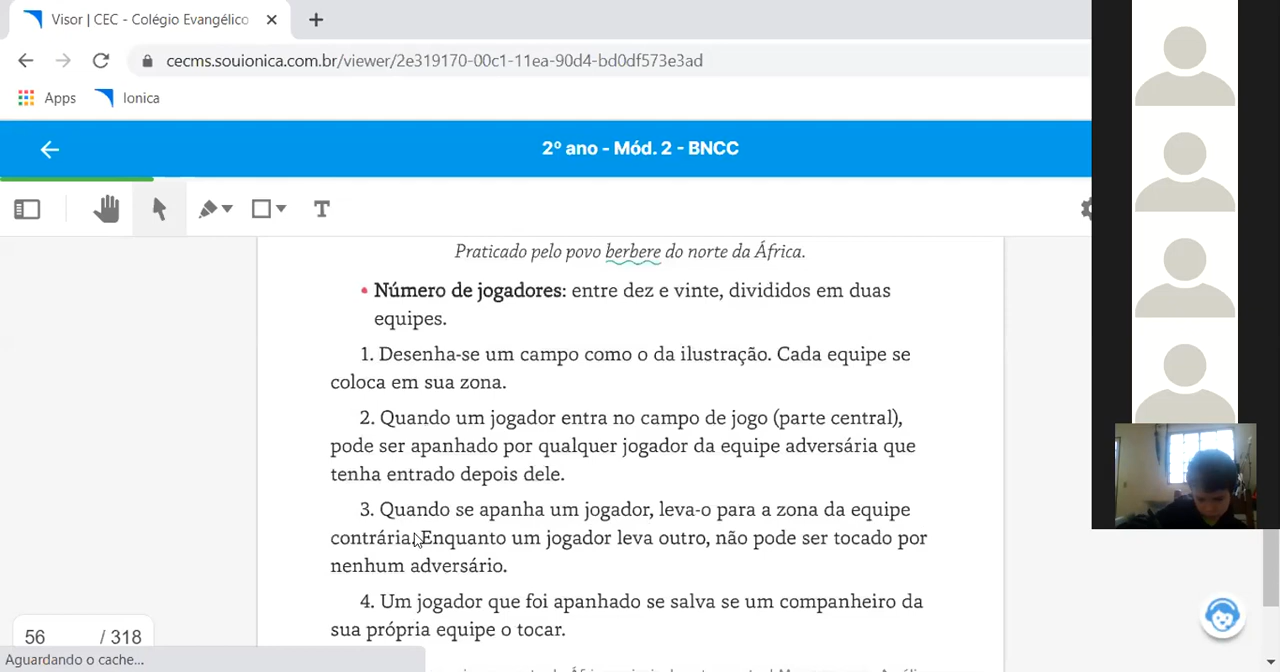 Visor | CEC - Colégio Evangélico
cecms.souionica.com.br/viewer/2e319170-00c1-11ea-90d4-bd0df573e3ad
Apps Ionica
2º ano - Mód. 2 - BNCC
T
Praticado pelo povo berbere do norte da África.
• Número de jogadores: entre dez e vinte, divididos em duas
equipes.
1. Desenha-se um campo como o da ilustração. Cada equipe se
coloca em sua zona.
2. Quando um jogador entra no campo de jogo (parte central),
pode ser apanhado por qualquer jogador da equipe adversária que
tenha entrado depois dele.
3. Quando se apanha um jogador, leva-o para a zona da equipe
contrária. Enquanto um jogador leva outro, não pode ser tocado por
nenhum adversário.
4. Um jogador que foi apanhado se salva se um companheiro da
sua própria equipe o tocar.
56 / 318
Aguardando o cache...